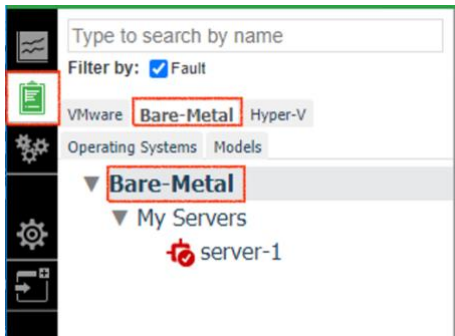 Type to search by name
Filter by: Fault
VMware Bare-Metal Hyper-V
Operating Systems Models
Bare-Metal
My Servers
server-1